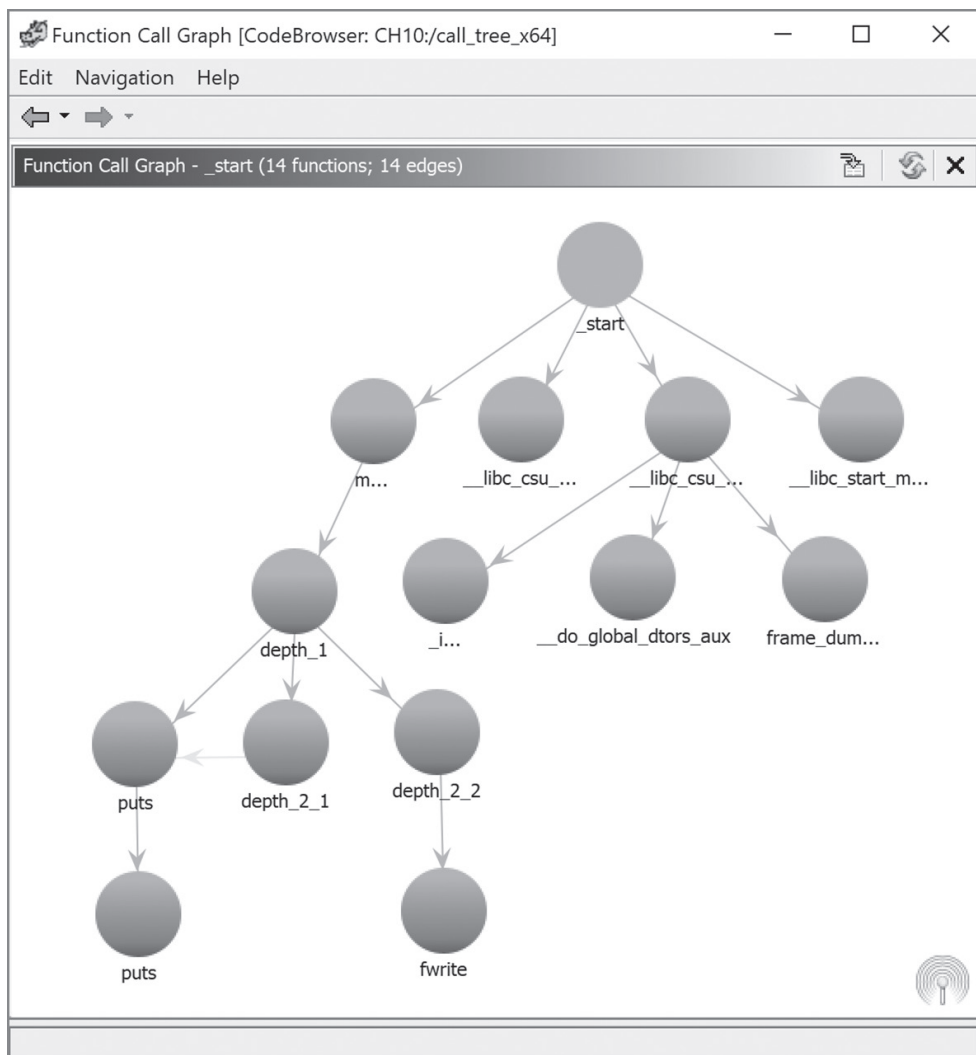 Function Call Graph [CodeBrowser: CH10:/call_tree_x64]
Edit Navigation Help
Function Call Graph - _start (14 functions; 14 edges)
_start
m... __libc_csu_... __libc_csu_... __libc_start_m...
depth_1 _i... __do_global_dtors_aux frame_dum...
puts depth_2_1 depth_2_2
puts fwrite